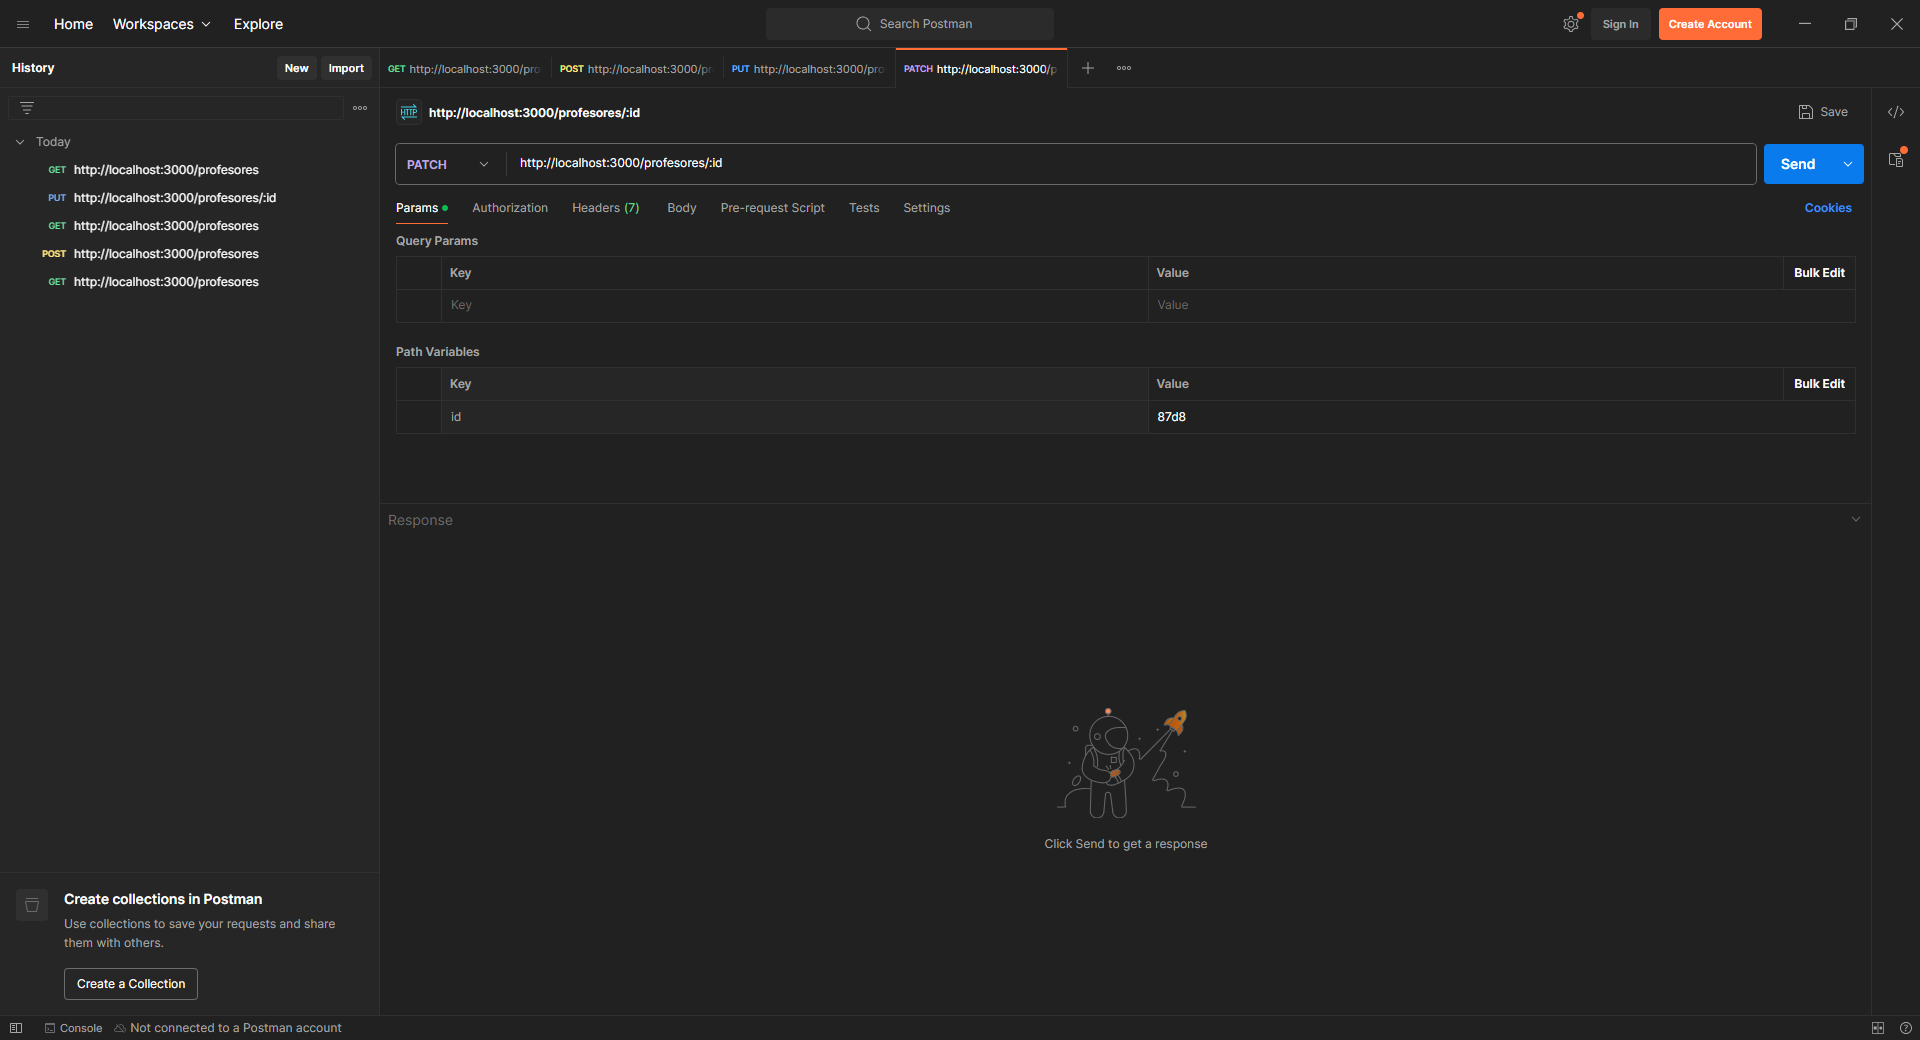 Home Workspaces Explore Search Postman Sign In Create Account
History New Import
GET http://localhost:3000/pro POST http://localhost:3000/pr PUT http://localhost:3000/pro PATCH http://localhost:3000/p
HTTP http://localhost:3000/profesores/:id Save
Today
GET http://localhost:3000/profesores
PUT http://localhost:3000/profesores/:id
GET http://localhost:3000/profesores
POST http://localhost:3000/profesores
GET http://localhost:3000/profesores
PATCH http://localhost:3000/profesores/:id Send
Params Authorization Headers (7) Body Pre-request Script Tests Settings Cookies
Query Params
Key Value Bulk Edit
Key Value
Path Variables
Key Value Bulk Edit
id 87d8
Response
Click Send to get a response
Create collections in Postman
Use collections to save your requests and share
them with others.
Create a Collection
Console Not connected to a Postman account